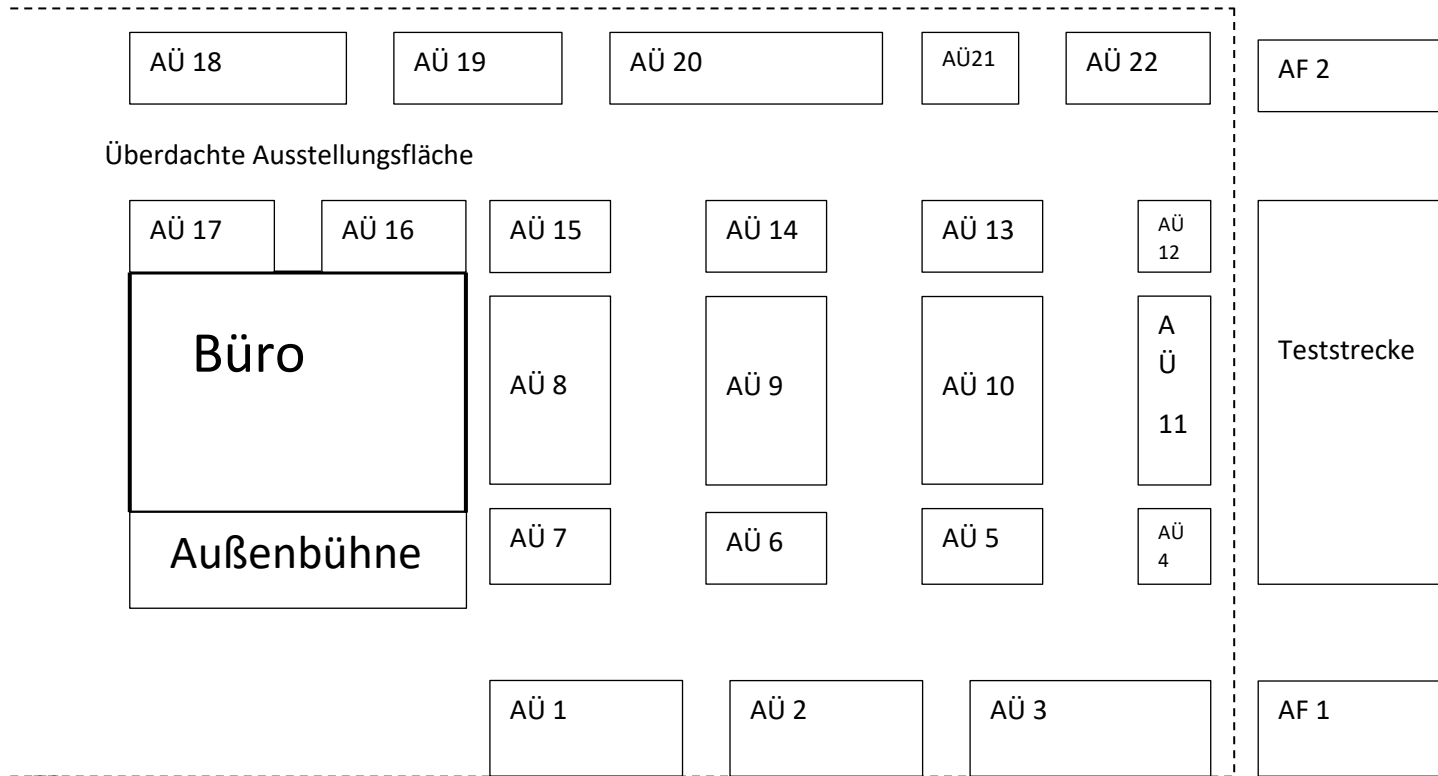 AÜ 18
AÜ 19
AÜ 20
AÜ21
AÜ 22
AF 2
Überdachte Ausstellungsfläche
AÜ 17
AÜ 16
AÜ 15
AÜ 14
AÜ 13
AÜ
12
Büro
AÜ 8
AÜ 9
AÜ 10
A
Ü
11
Teststrecke
Außenbühne
AÜ 7
AÜ 6
AÜ 5
AÜ
4
AÜ 1
AÜ 2
AÜ 3
AF 1